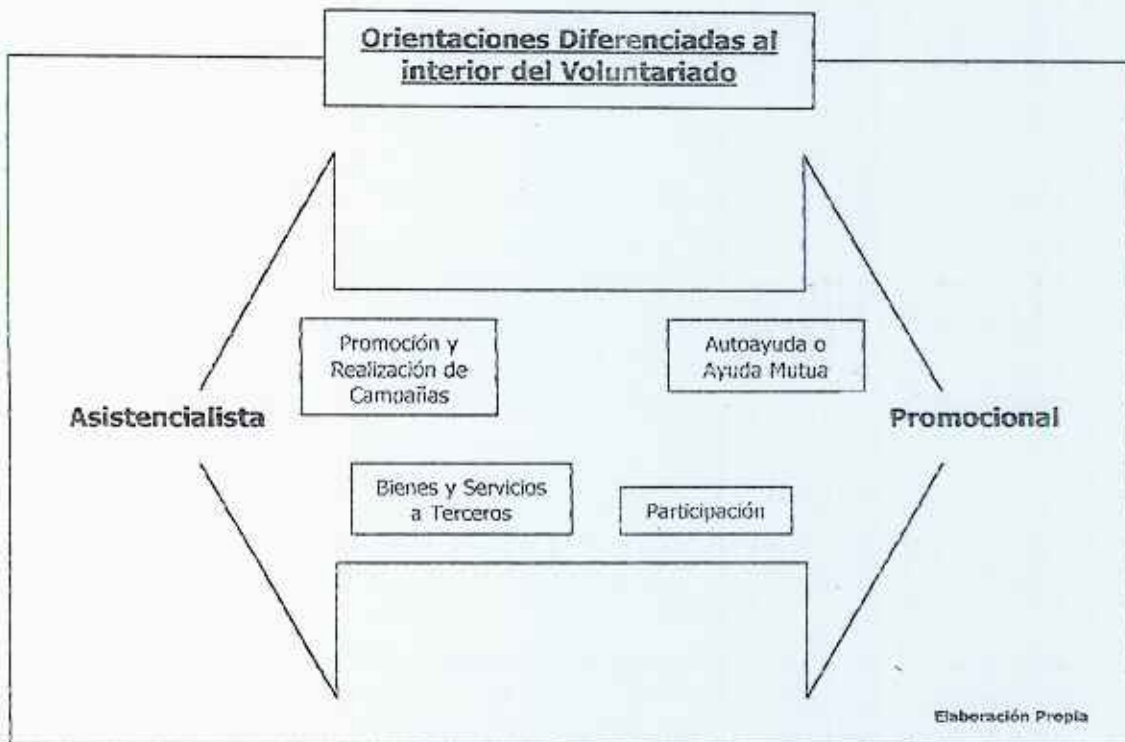 Orientaciones Diferenciadas al
interior del Voluntariado
Promoción y
Realización de
Campañas
Autoayuda o
Ayuda Mutua
Asistencialista
Promocional
Bienes y Servicios
a Terceros
Participación
Elaboración Propia